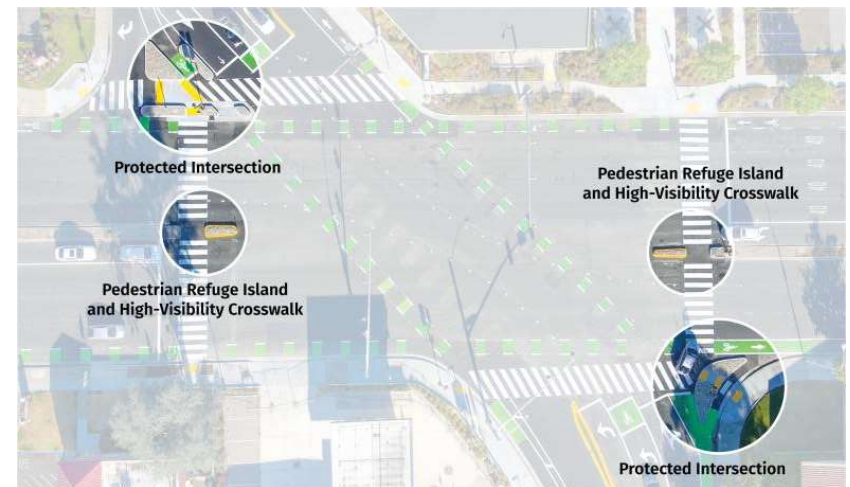 Protected Intersection
Pedestrian Refuge Island
and High-Visibility Crosswalk
Pedestrian Refuge Island
and High-Visibility Crosswalk
Protected Intersection